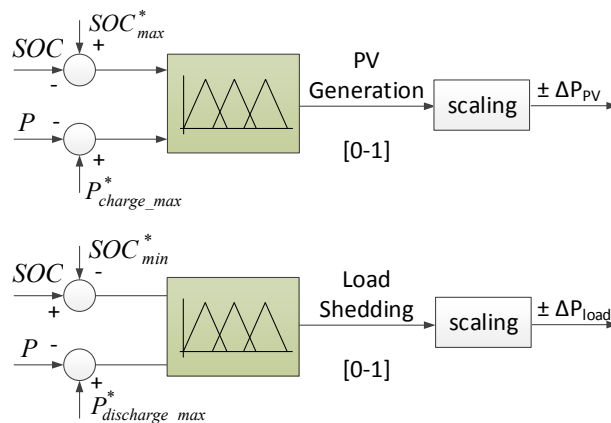 SOC*max
SOC
+
-
PV
Generation
scaling
± ΔPPV
P
-
+
[0-1]
P*charge_max
SOC*min
-
SOC
+
Load
Shedding
scaling
± ΔPload
P
-
+
[0-1]
P*discharge_max